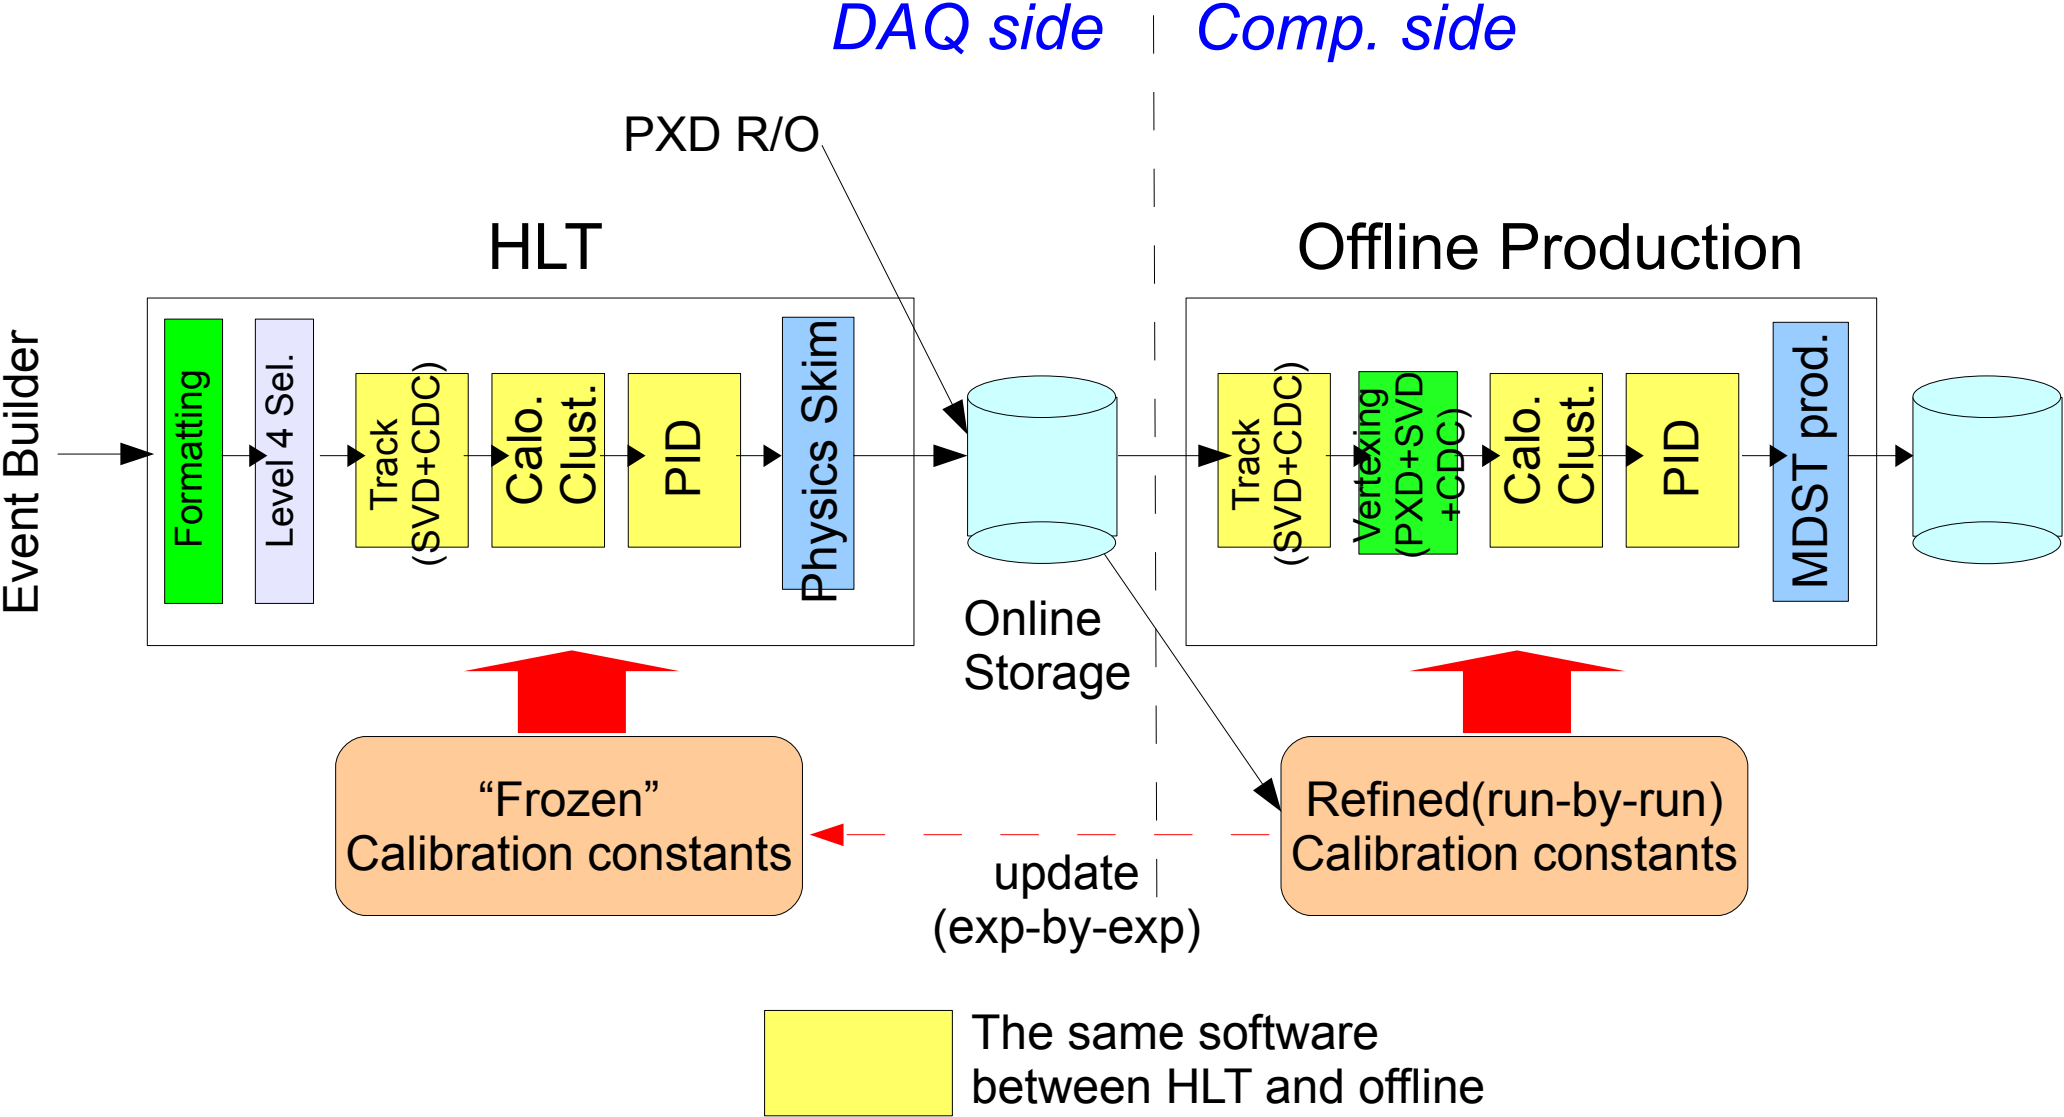 DAQ side
Comp. side
PXD R/O
HLT
Offline Production
Event Builder
Formatting
Level 4 Sel.
Track
(SVD+CDC)
Calo.
Clust.
PID
Physics Skim
Online
Storage
Track
(SVD+CDC)
Vertexing
(PXD+SVD
+CDC)
Calo.
Clust.
PID
MDST prod.
“Frozen”
Calibration constants
update
(exp-by-exp)
Refined(run-by-run)
Calibration constants
The same software
between HLT and offline